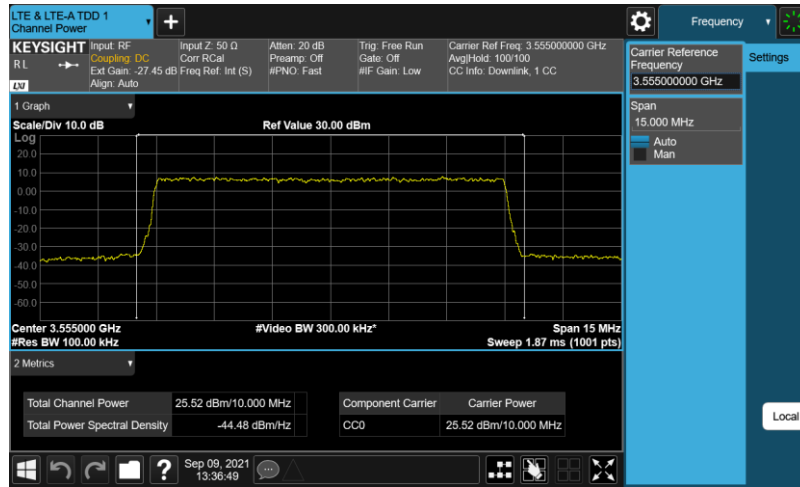 LTE & LTE-A TDD 1
Channel Power
Frequency
KEYSIGHT
RL
LXI
Input: RF
Coupling: DC
Ext Gain: -27.45 dB
Align: Auto
Input Z: 50 Ω
Corr RCal
Freq Ref: Int (S)
Atten: 20 dB
Preamp: Off
#PNO: Fast
Trig: Free Run
Gate: Off
#IF Gain: Low
Carrier Ref Freq: 3.555000000 GHz
Avg|Hold: 100/100
CC Info: Downlink, 1 CC
Carrier Reference
Frequency
3.555000000 GHz
Settings
Span
15.000 MHz
Auto
Man
1 Graph
Scale/Div 10.0 dB
Ref Value 30.00 dBm
Log
20.0
10.0
0.00
-10.0
-20.0
-30.0
-40.0
-50.0
-60.0
Center 3.555000 GHz
#Video BW 300.00 kHz*
Span 15 MHz
#Res BW 100.00 kHz
Sweep 1.87 ms (1001 pts)
2 Metrics
Total Channel Power 25.52 dBm/10.000 MHz
Total Power Spectral Density -44.48 dBm/Hz
Component Carrier Carrier Power
CC0 25.52 dBm/10.000 MHz
Local
?
Sep 09, 2021
13:36:49